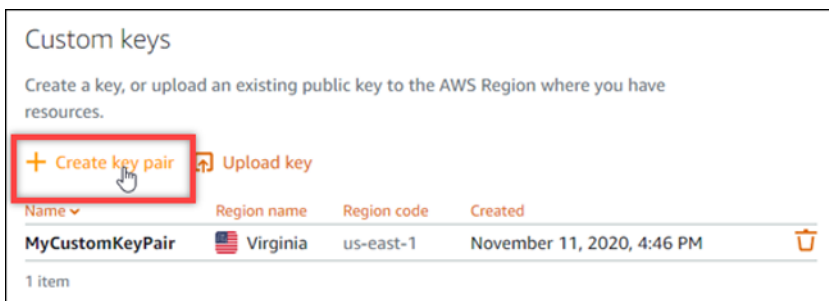 Custom keys
Create a key, or upload an existing public key to the AWS Region where you have
resources.
+ Create key pair Upload key
Name Region name Region code Created
MyCustomKeyPair Virginia us-east-1 November 11, 2020, 4:46 PM
1 item